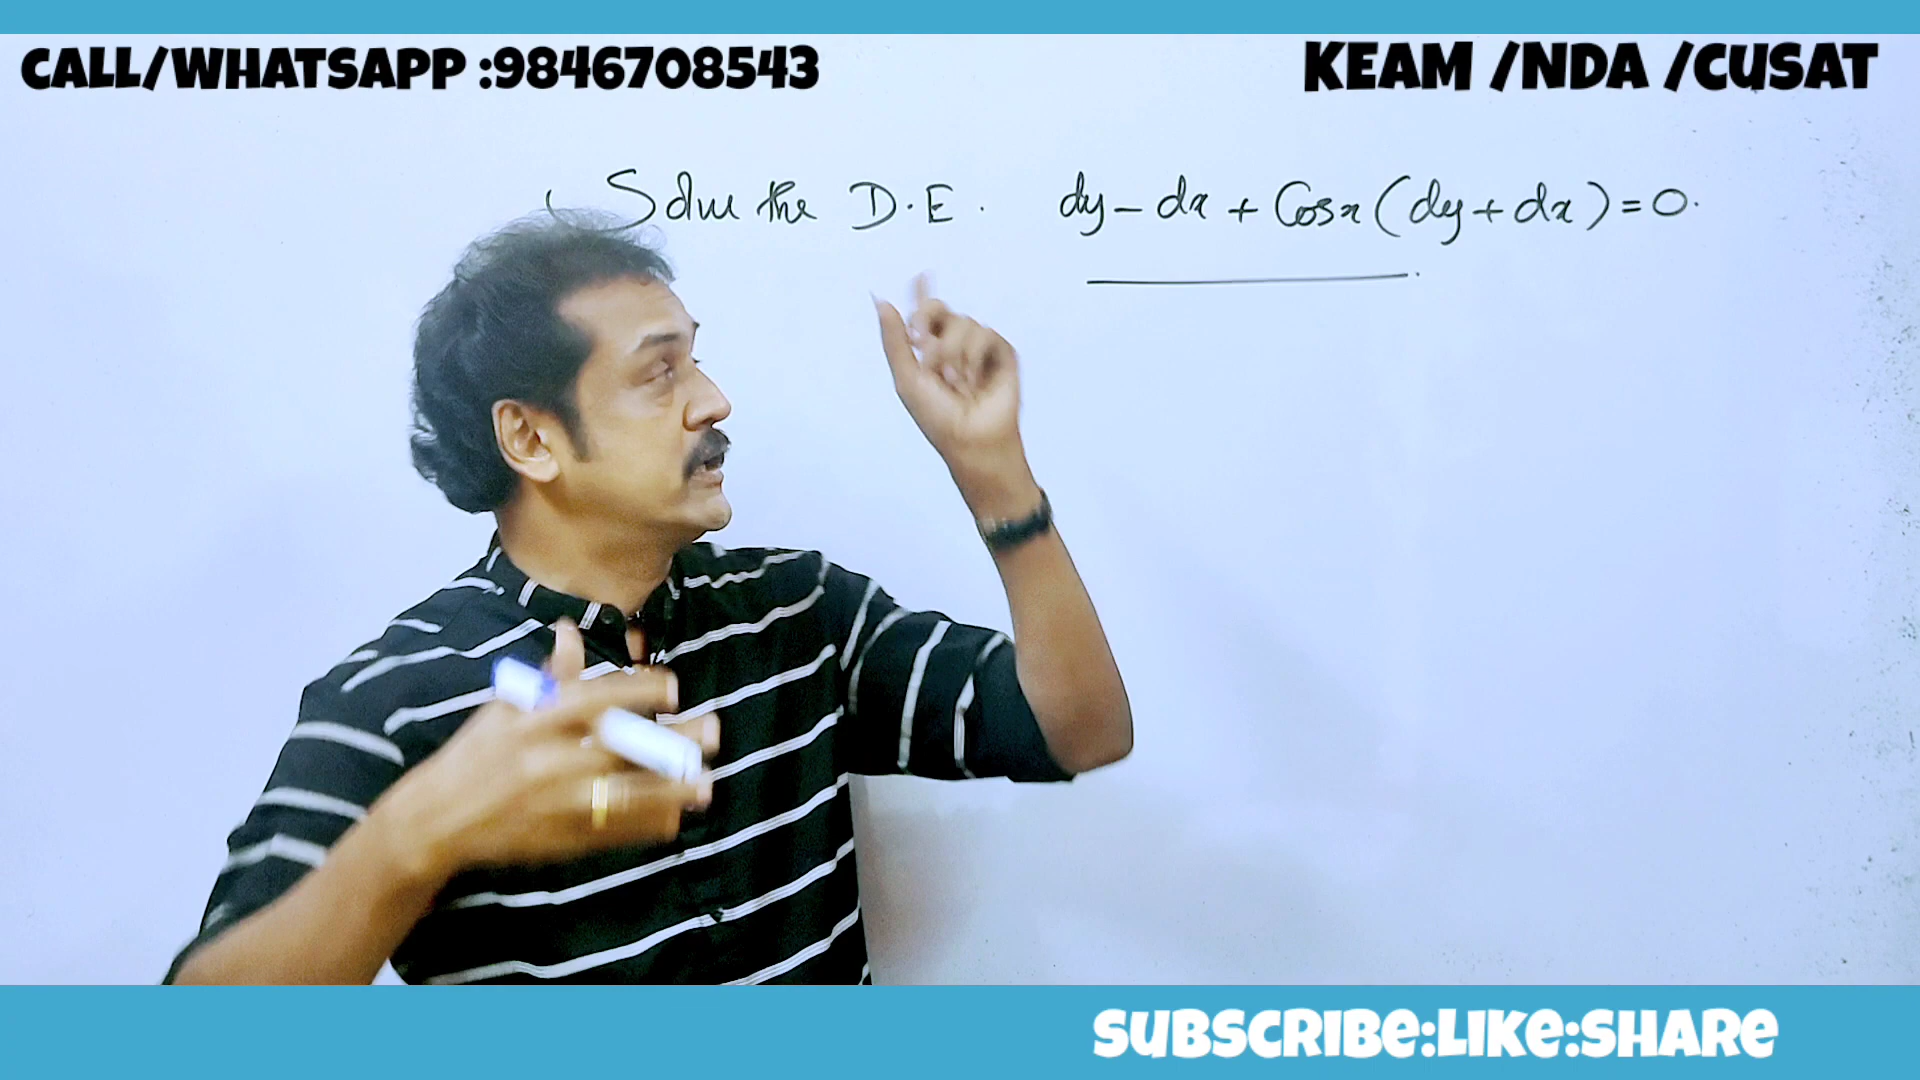 CALL/WHATSAPP :9846708543
KEAM /NDA /CUSAT
Solve the D.E. dy - dx + Cosx (dy + dx) = 0.
SUBSCRIBE:LIKE:SHARE